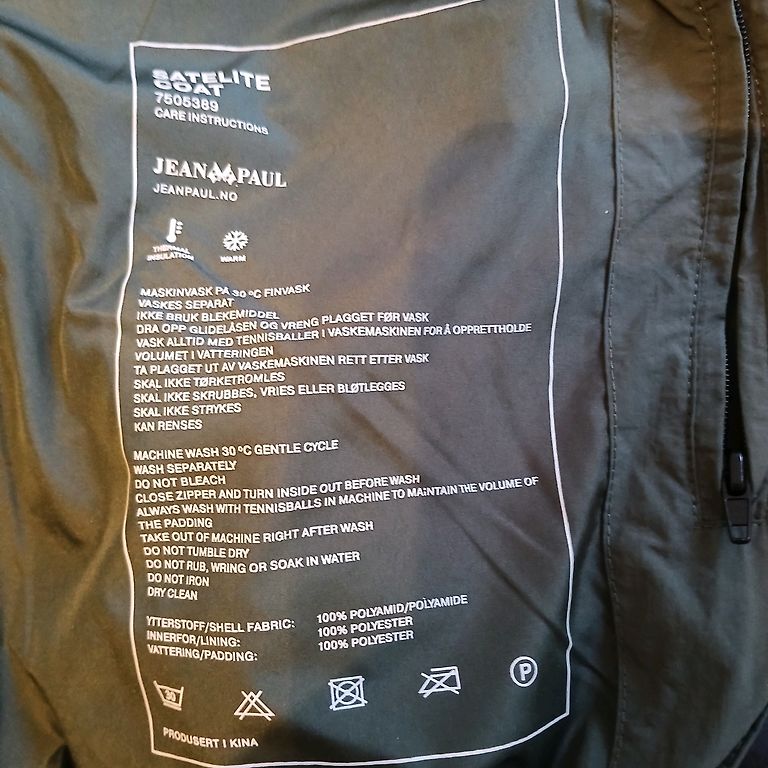 SATELITE
COAT
7505389
CARE INSTRUCTIONS
JEAN PAUL
JEANPAUL.NO
THERMAL
INSULATION
WARM
MASKINVASK PÅ 30 °C FINVASK
VASKES SEPARAT
IKKE BRUK BLEKEMIDDEL
DRA OPP GLIDELÅSEN OG VRENG PLAGGET FØR VASK
VASK ALLTID MED TENNISBALLER I VASKEMASKINEN FOR Å OPPRETTHOLDE
VOLUMET I VATTERINGEN
TA PLAGGET UT AV VASKEMASKINEN RETT ETTER VASK
SKAL IKKE TØRKETROMLES
SKAL IKKE SKRUBBES, VRIES ELLER BLØTLEGGES
SKAL IKKE STRYKES
KAN RENSES
MACHINE WASH 30 °C GENTLE CYCLE
WASH SEPARATELY
DO NOT BLEACH
CLOSE ZIPPER AND TURN INSIDE OUT BEFORE WASH
ALWAYS WASH WITH TENNISBALLS IN MACHINE TO MAINTAIN THE VOLUME OF
THE PADDING
TAKE OUT OF MACHINE RIGHT AFTER WASH
DO NOT TUMBLE DRY
DO NOT RUB, WRING OR SOAK IN WATER
DO NOT IRON
DRY CLEAN
YTTERSTOFF/SHELL FABRIC: 100% POLYAMID/POLYAMIDE
INNERFOR/LINING: 100% POLYESTER
VATTERING/PADDING: 100% POLYESTER
30 P
PRODUSERT I KINA